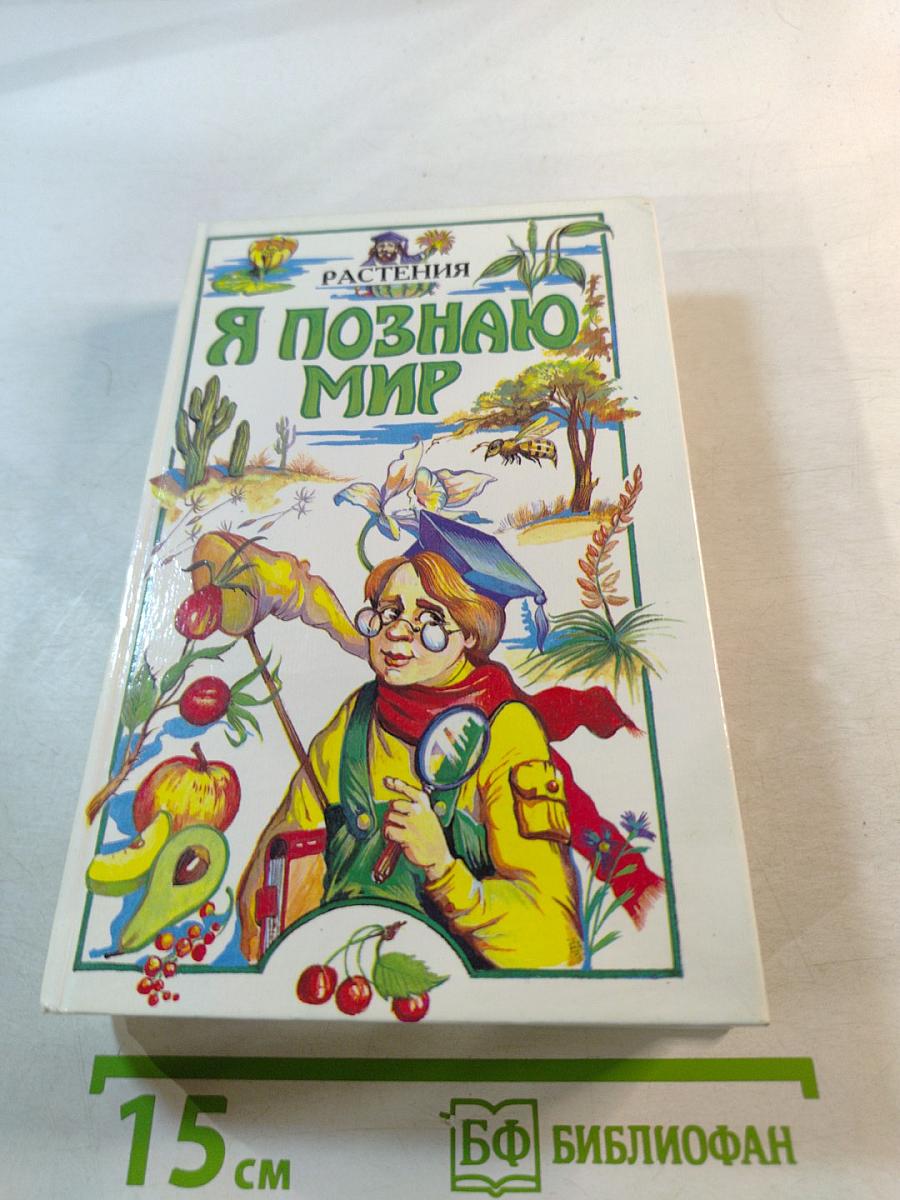 РАСТЕНИЯ
Я ПОЗНАЮ
МИР
15 см
БФ БИБЛИОФАН